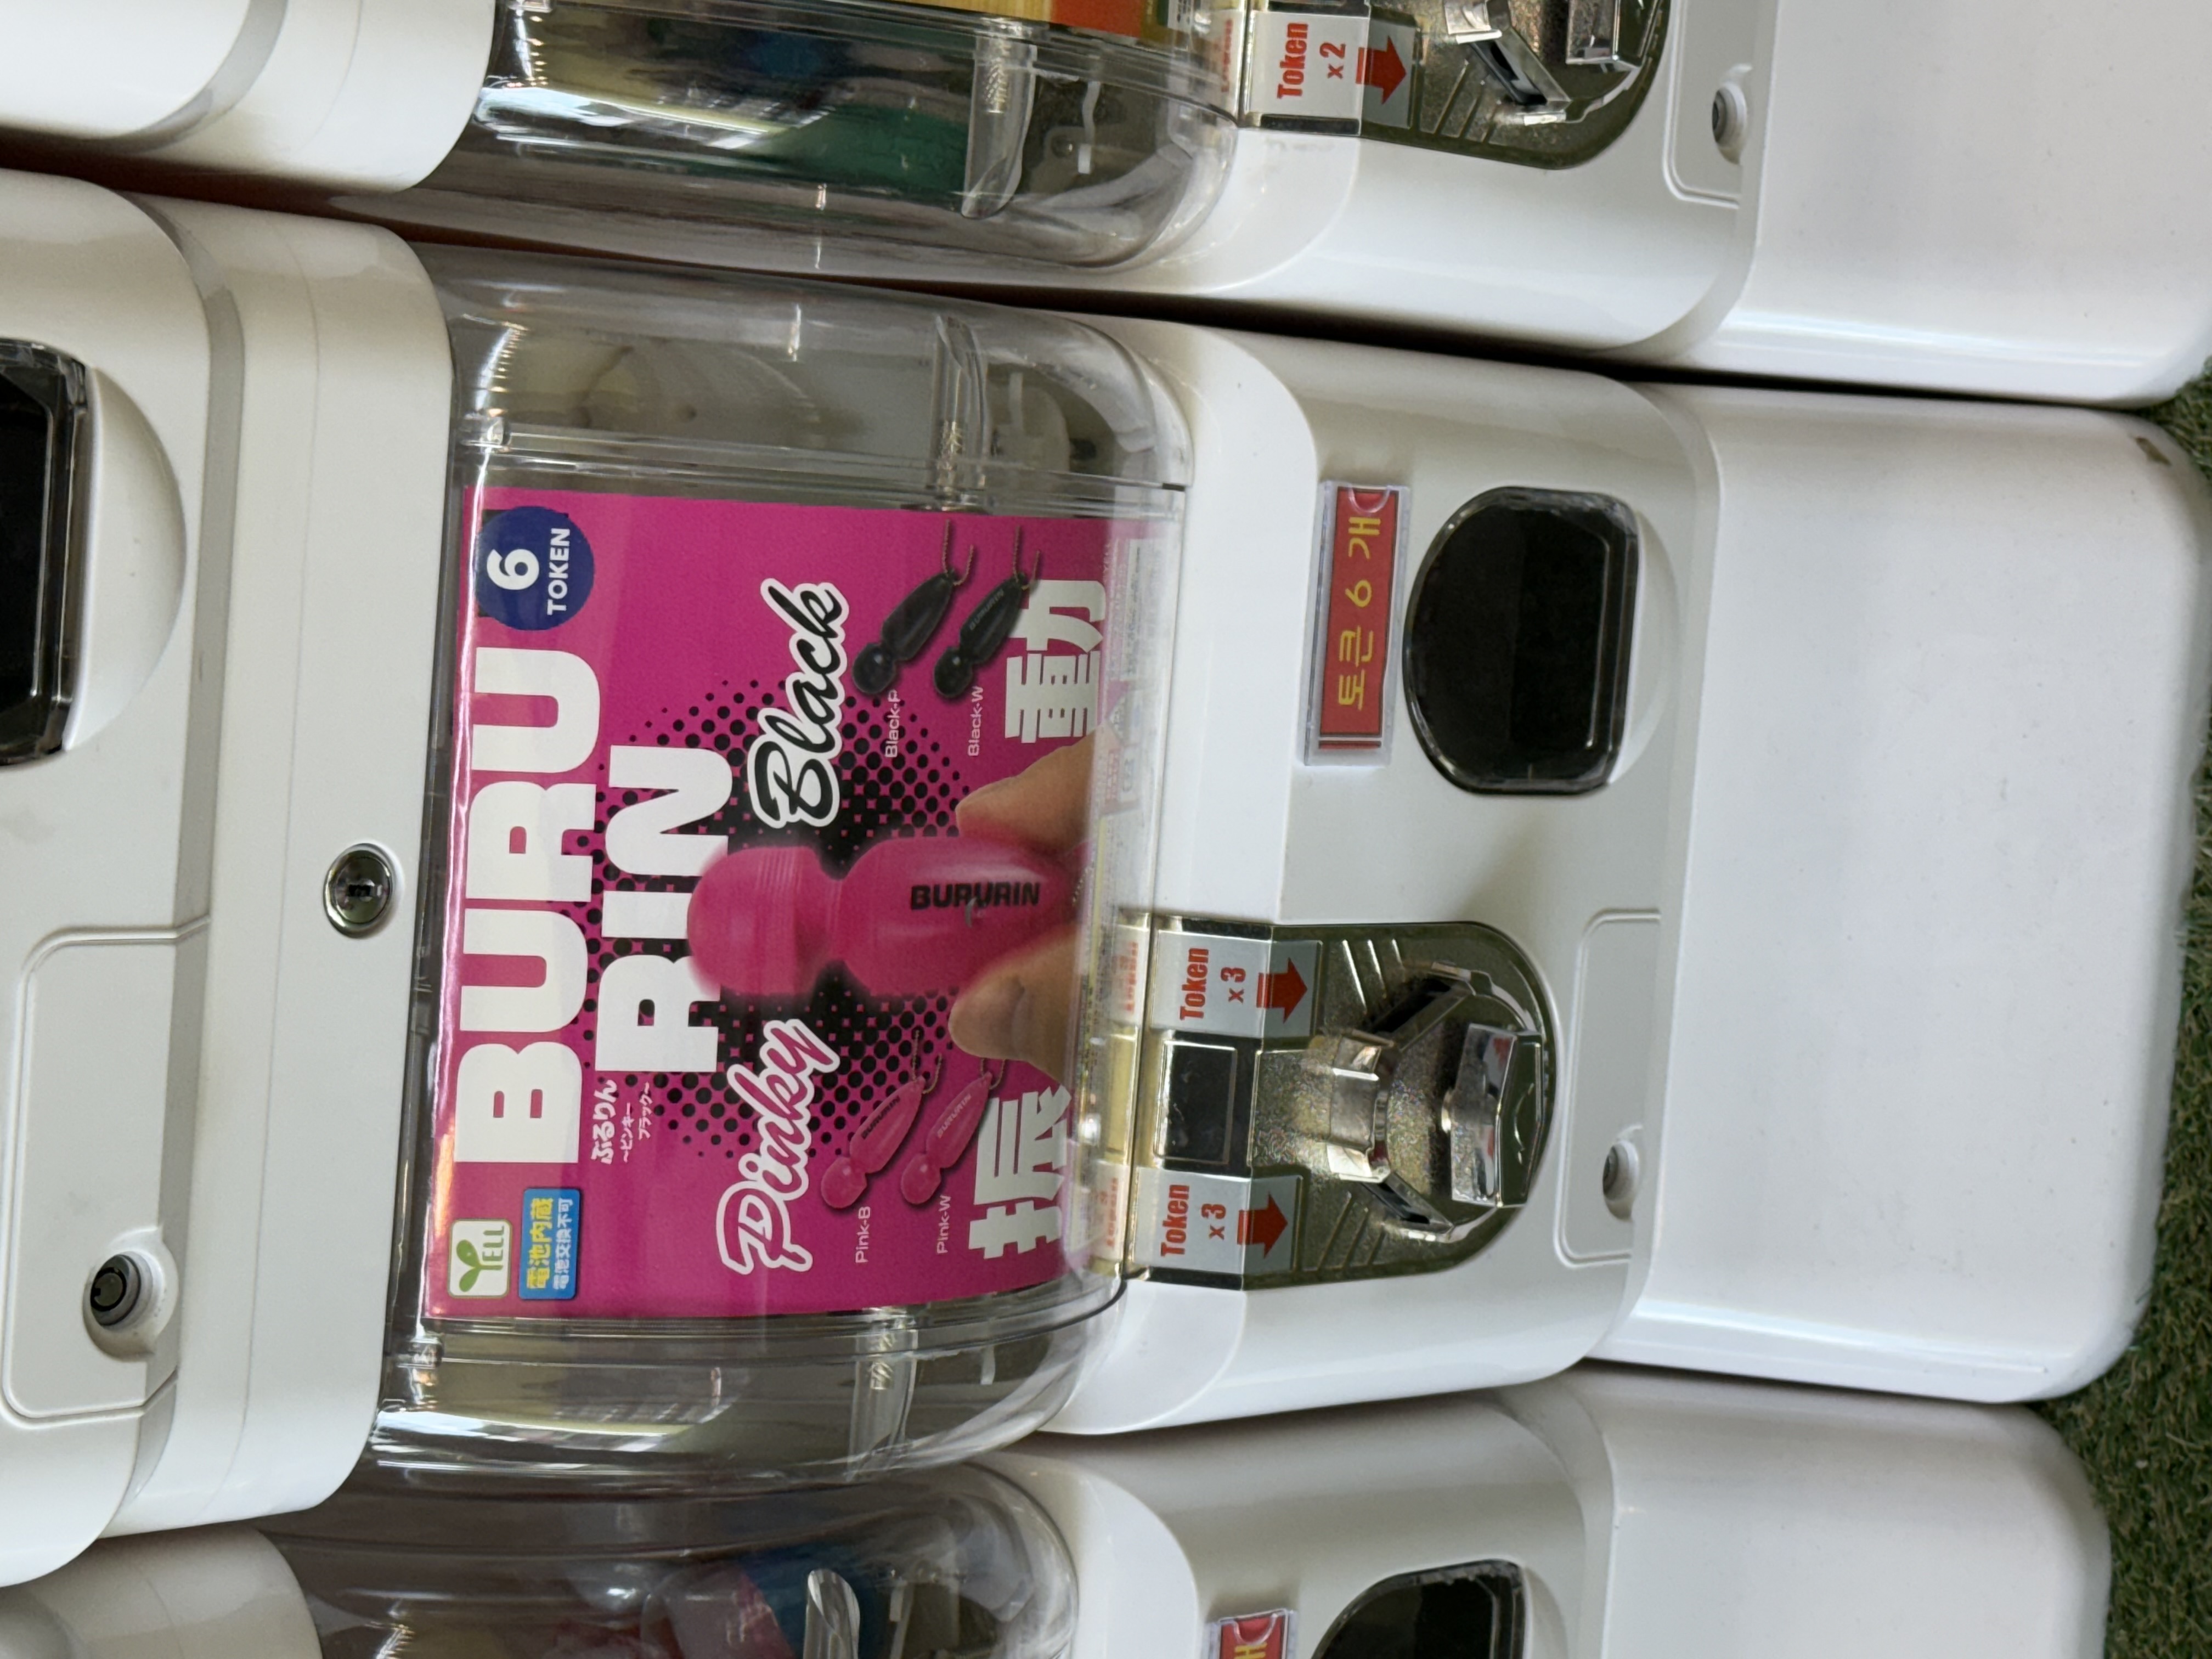 YELL
電池内蔵
電池交換不可
6
TOKEN
BURU
RIN
ぶるりん
~ピンキー
ブラック~
Pinky
Black
BURURIN
Pink-B
Pink-W
Black-P
Black-W
振
動
Token
x 3
Token
x 3
토큰 6 개
Token
x 2